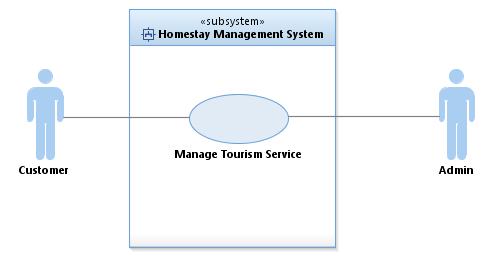 «subsystem»
Homestay Management System
Manage Tourism Service
Customer
Admin